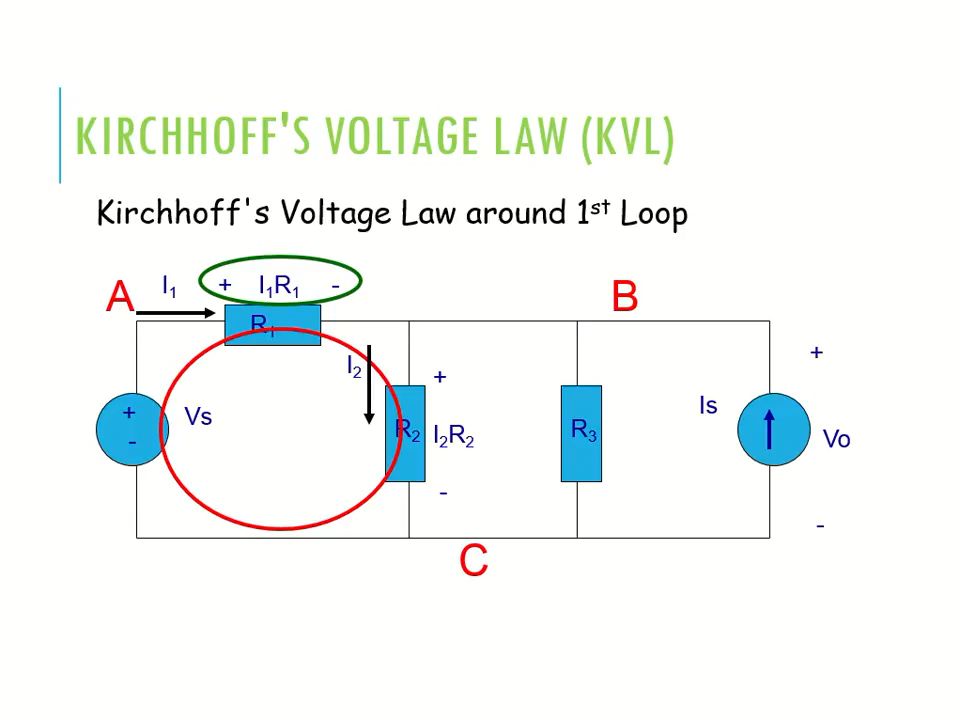 KIRCHHOFF'S VOLTAGE LAW (KVL)
Kirchhoff's Voltage Law around 1st Loop
A I1 + I1R1 - B
R1
I2 + +
+ Vs R2 I2R2 R3 Is Vo
- - -
C